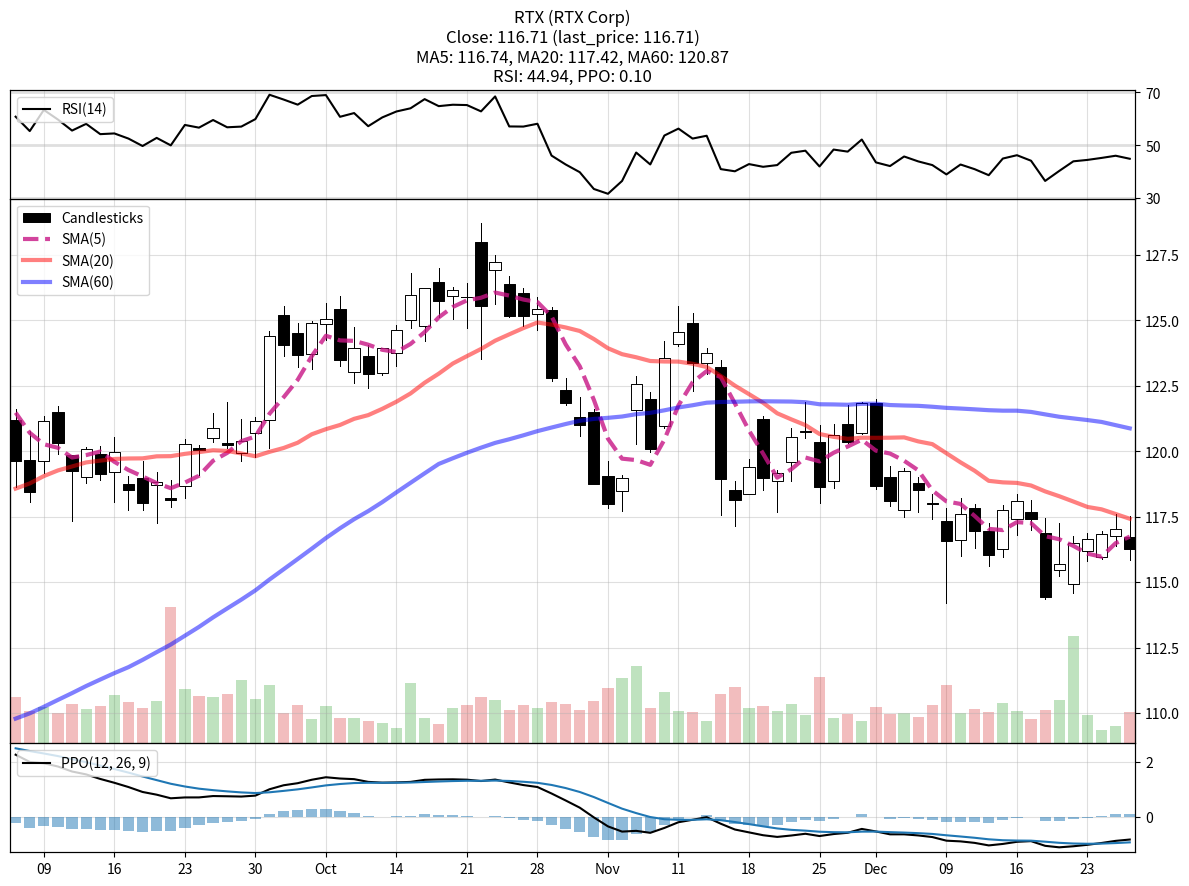 RTX (RTX Corp)
Close: 116.71 (last_price: 116.71)
MA5: 116.74, MA20: 117.42, MA60: 120.87
RSI: 44.94, PPO: 0.10
RSI(14)
70
50
30
Candlesticks
SMA(5)
SMA(20)
SMA(60)
127.5
125.0
122.5
120.0
117.5
115.0
112.5
110.0
PPO(12, 26, 9)
2
0
09 16 23 30 Oct 14 21 28 Nov 11 18 25 Dec 09 16 23